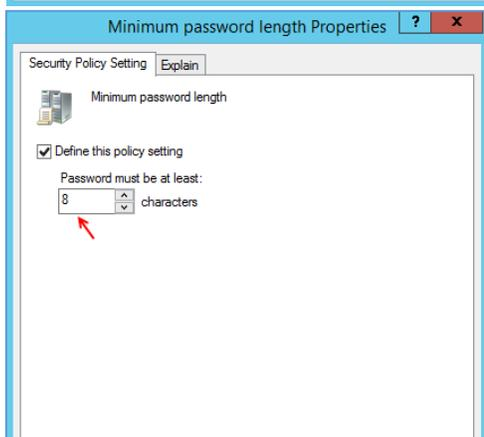 Minimum password length Properties ? x
Security Policy Setting Explain
Minimum password length
Define this policy setting
Password must be at least:
8 characters